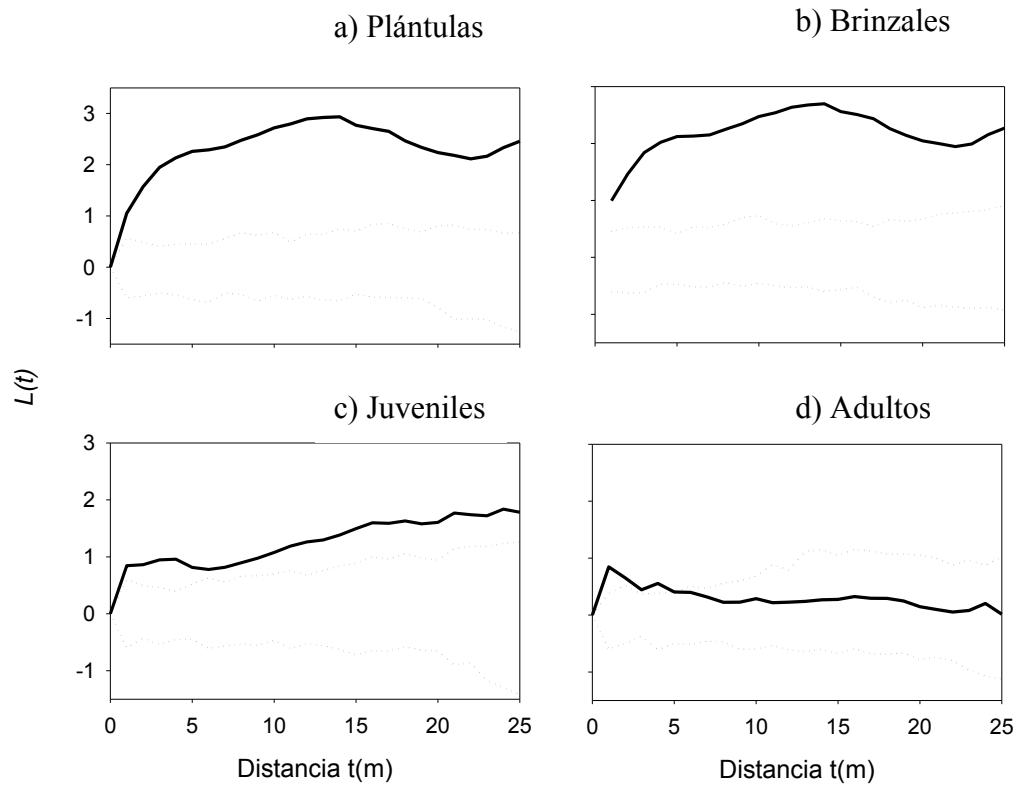 a) Plántulas
b) Brinzales
3
2
1
0
-1
L(t)
c) Juveniles
d) Adultos
3
2
1
0
-1
0 5 10 15 20 25
0 5 10 15 20 25
Distancia t(m)
Distancia t(m)